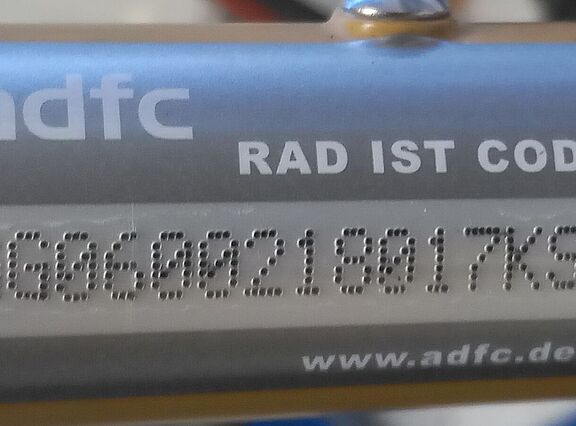 adfc
RAD IST COD
G0600218017KS
www.adfc.de